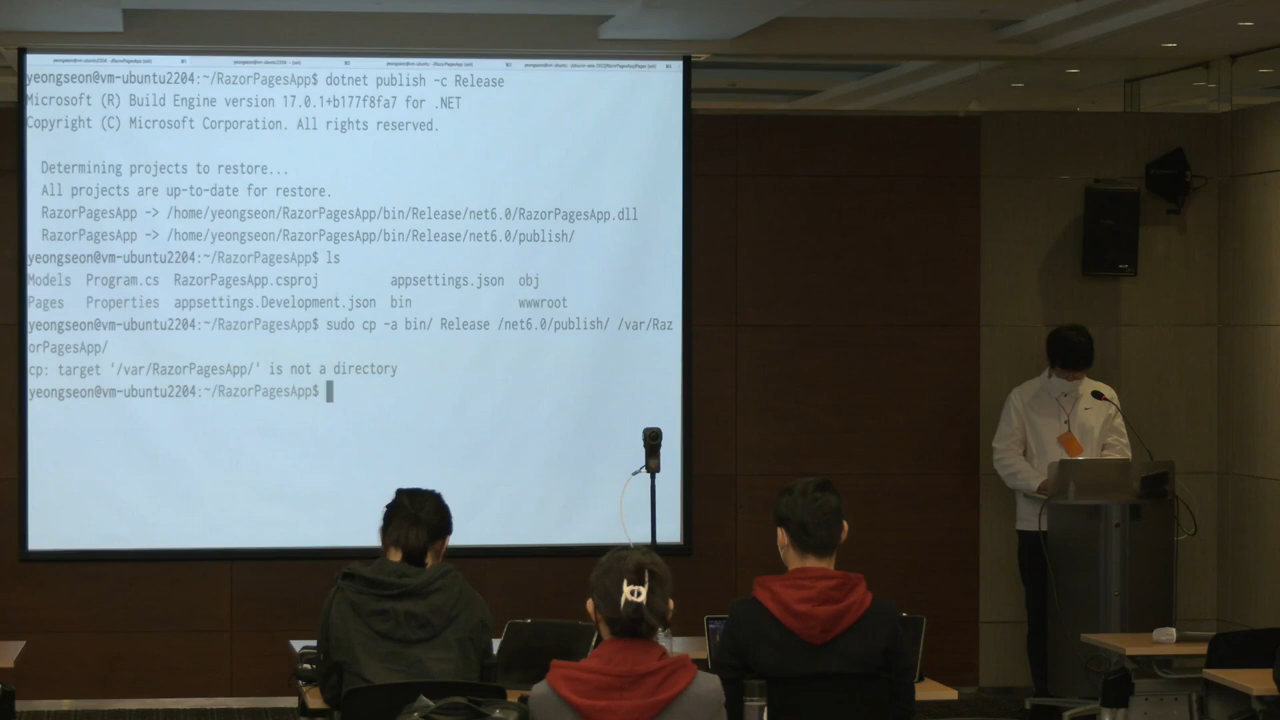 yeongseon@vm-ubuntu2204:~/RazorPagesApp$ dotnet publish -c Release
Microsoft (R) Build Engine version 17.0.1+b177f8fa7 for .NET
Copyright (C) Microsoft Corporation. All rights reserved.
Determining projects to restore...
All projects are up-to-date for restore.
RazorPagesApp -> /home/yeongseon/RazorPagesApp/bin/Release/net6.0/RazorPagesApp.dll
RazorPagesApp -> /home/yeongseon/RazorPagesApp/bin/Release/net6.0/publish/
yeongseon@vm-ubuntu2204:~/RazorPagesApp$ ls
Models Program.cs RazorPagesApp.csproj appsettings.json obj
Pages Properties appsettings.Development.json bin wwwroot
yeongseon@vm-ubuntu2204:~/RazorPagesApp$ sudo cp -a bin/ Release /net6.0/publish/ /var/Raz
orPagesApp/
cp: target '/var/RazorPagesApp/' is not a directory
yeongseon@vm-ubuntu2204:~/RazorPagesApp$